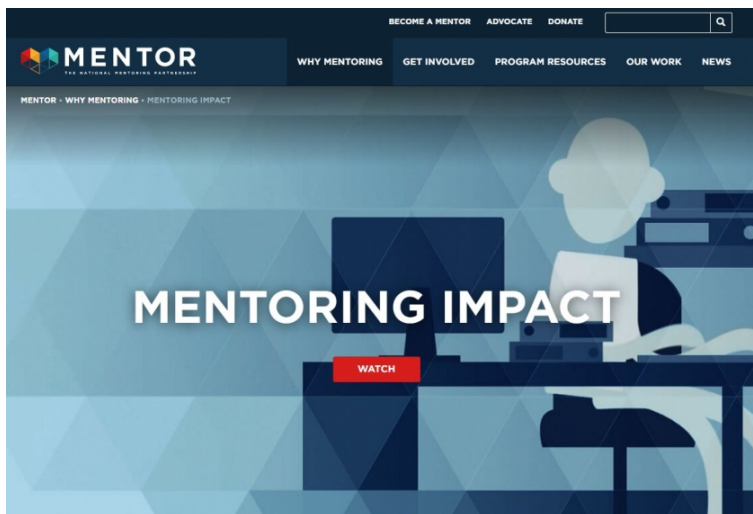 BECOME A MENTOR ADVOCATE DONATE
MENTOR
THE NATIONAL MENTORING PARTNERSHIP
WHY MENTORING GET INVOLVED PROGRAM RESOURCES OUR WORK NEWS
MENTOR - WHY MENTORING - MENTORING IMPACT
MENTORING IMPACT
WATCH